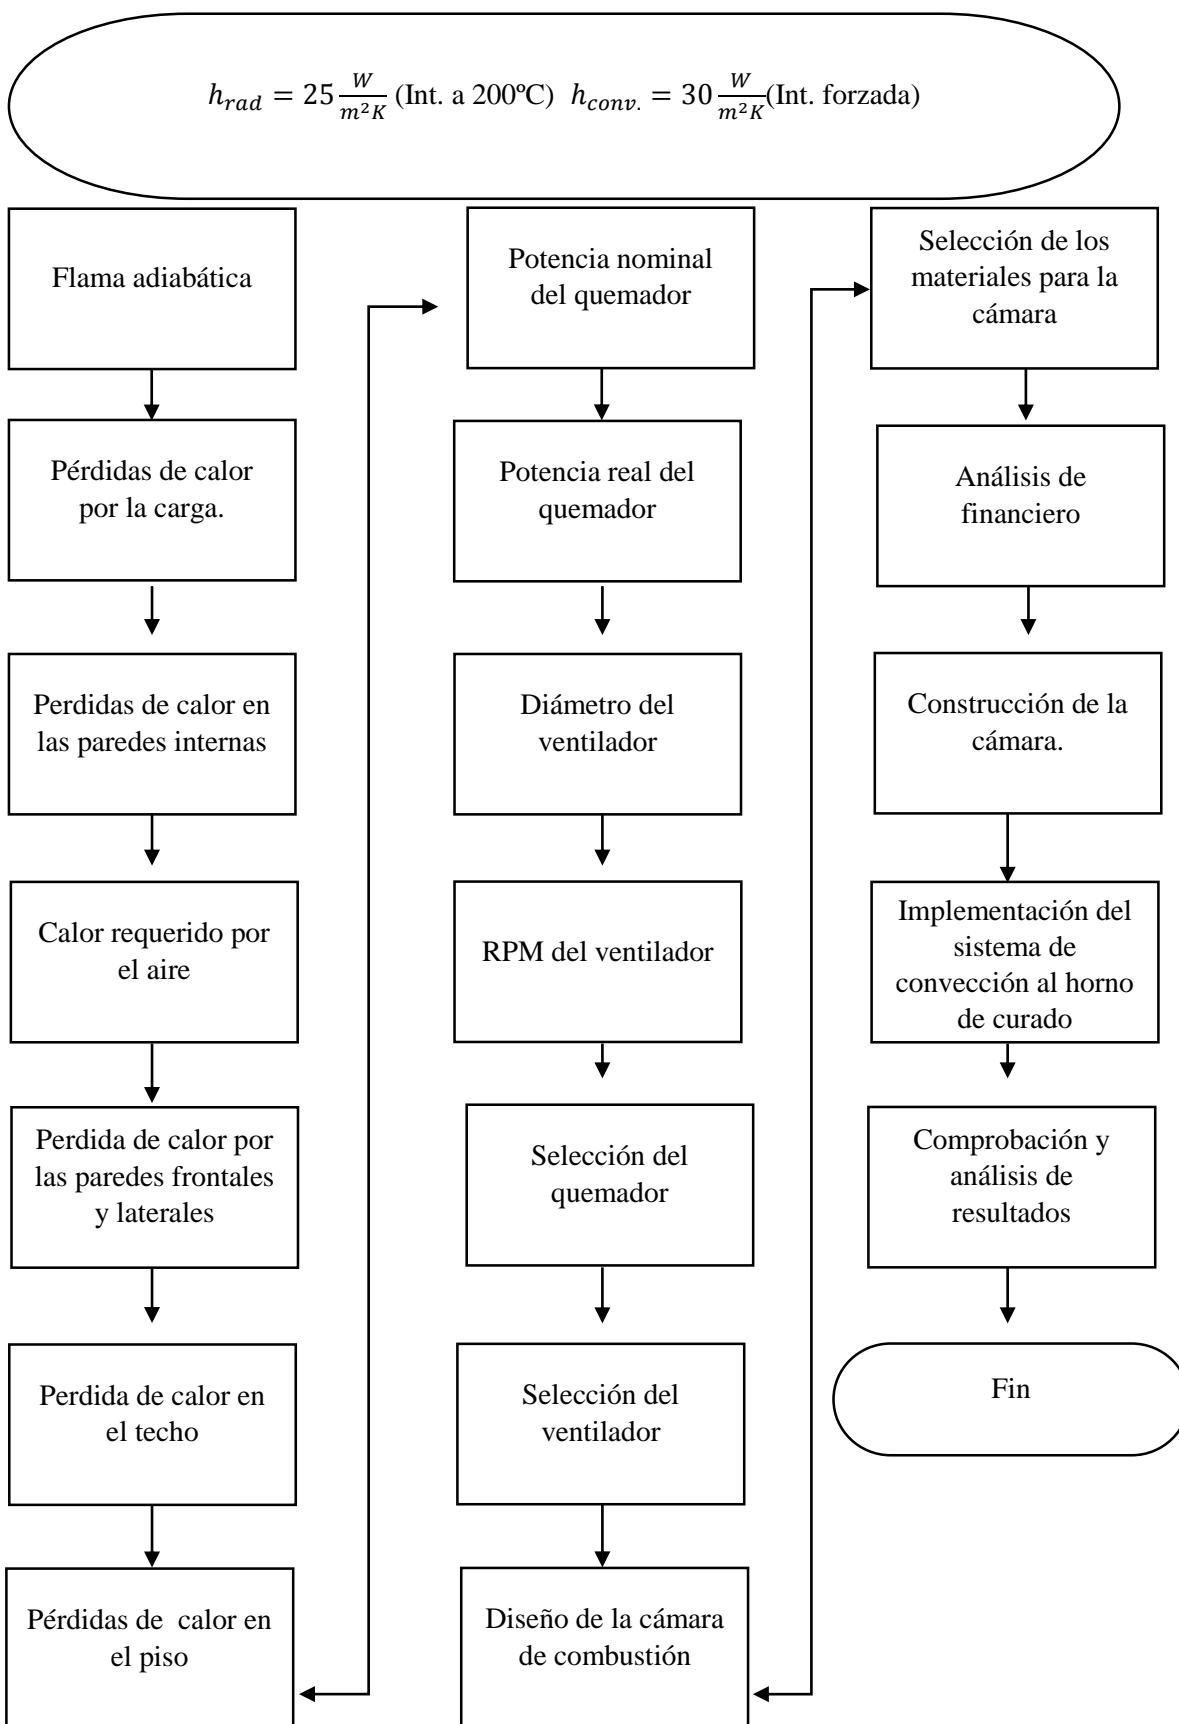 h_rad = 25 W/m²K (Int. a 200ºC) h_conv. = 30 W/m²K (Int. forzada)
Flama adiabática
Pérdidas de calor
por la carga.
Perdidas de calor en
las paredes internas
Calor requerido por
el aire
Perdida de calor por
las paredes frontales
y laterales
Perdida de calor en
el techo
Pérdidas de  calor en
el piso
Potencia nominal
del quemador
Potencia real del
quemador
Diámetro del
ventilador
RPM del ventilador
Selección del
quemador
Selección del
ventilador
Diseño de la cámara
de combustión
Selección de los
materiales para la
cámara
Análisis de
financiero
Construcción de la
cámara.
Implementación del
sistema de
convección al horno
de curado
Comprobación y
análisis de
resultados
Fin